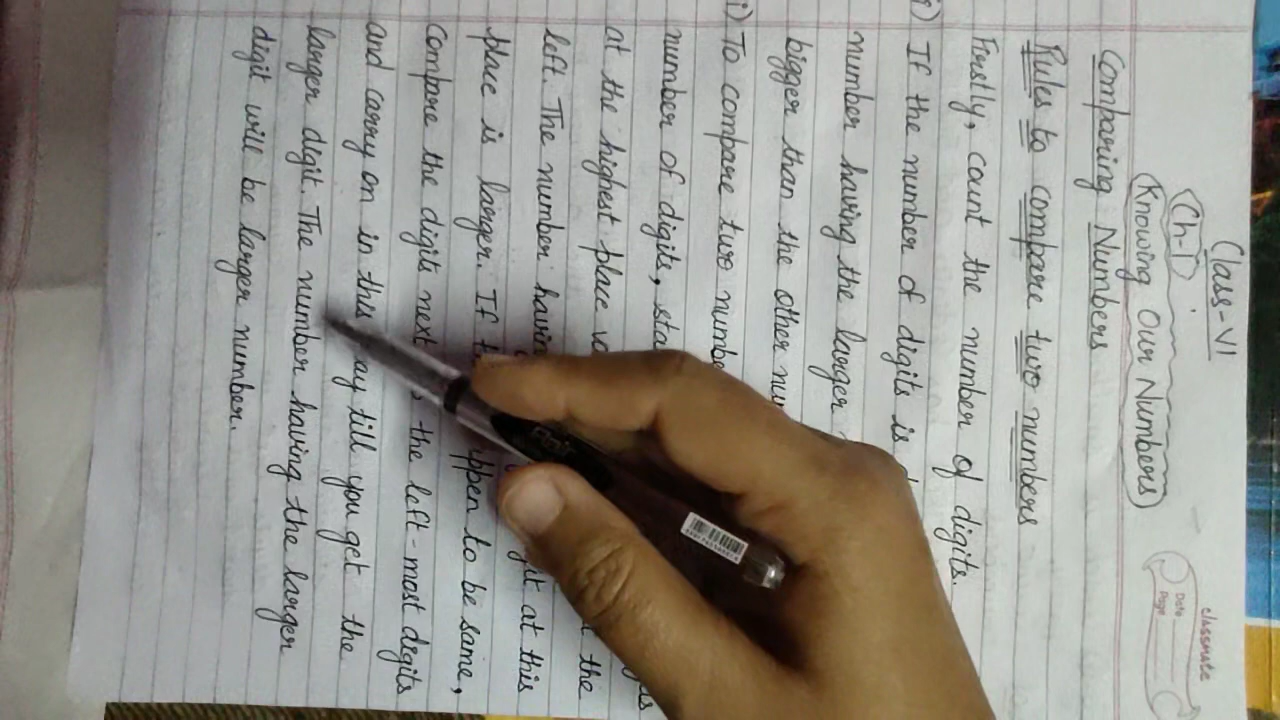 Class-VI
Ch-1
Knowing Our Numbers
classmate
Date
Page
Comparing Numbers
Rules to compare two numbers
Firstly, count the number of digits.
i) If the number of digits is
number having the larger
bigger than the other
i) To compare two
number of digits,
at the highest place the
left. The number at this
place is larger. If to be same,
compare the digits next the left-most digits
and carry on in this till you get the
larger digit. The number having the larger
digit will be larger number.
Flair